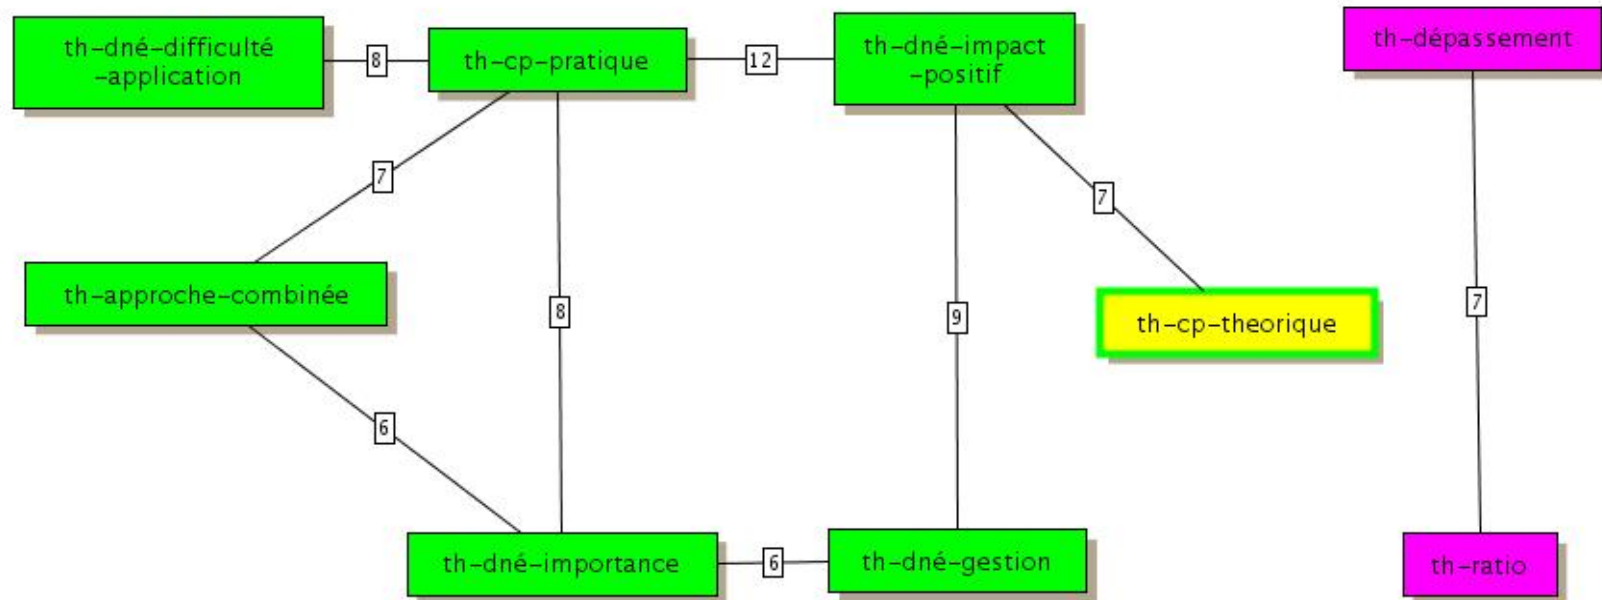 th-dné-difficulté
-application
8
th-cp-pratique
12
th-dné-impact
-positif
th-dépassement
7
7
th-approche-combinée
8
9
th-cp-theorique
7
6
th-dné-importance
6
th-dné-gestion
th-ratio